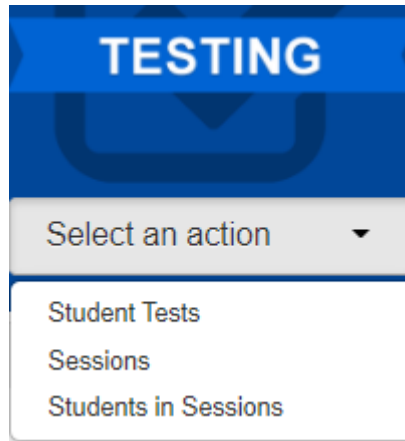 TESTING
Select an action
Student Tests
Sessions
Students in Sessions